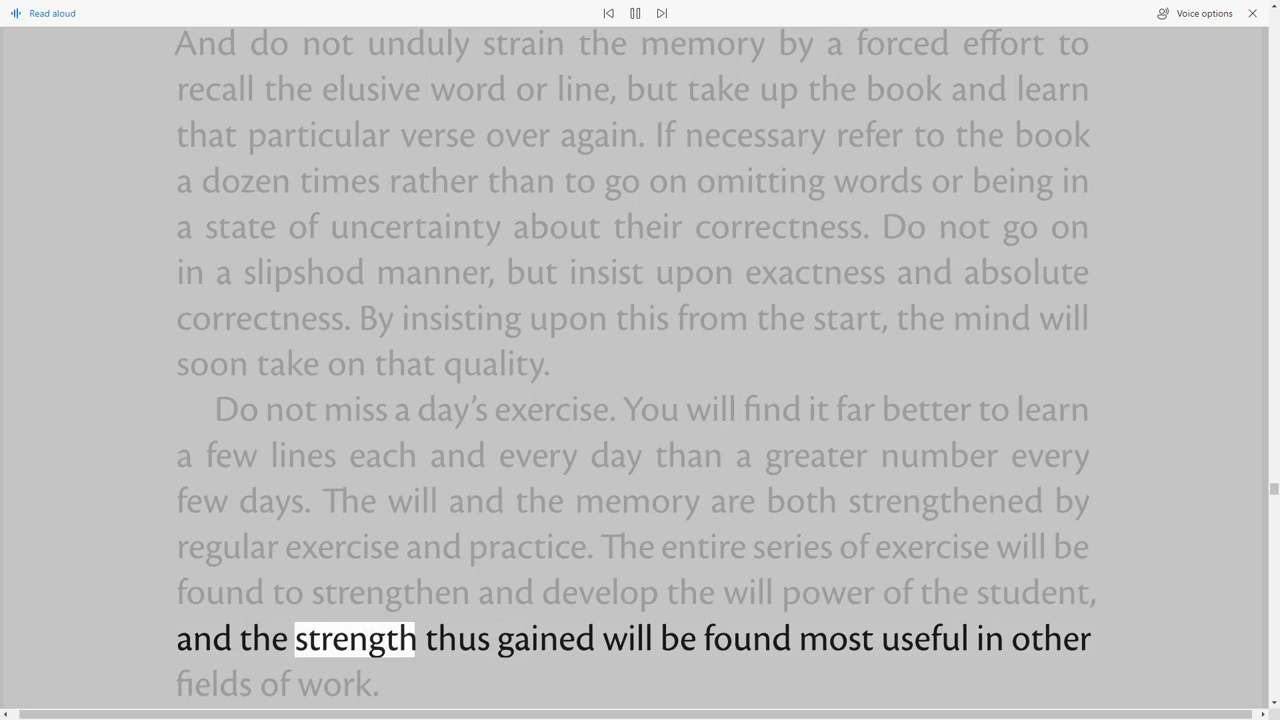 Read aloud
Voice options
And do not unduly strain the memory by a forced effort to
recall the elusive word or line, but take up the book and learn
that particular verse over again. If necessary refer to the book
a dozen times rather than to go on omitting words or being in
a state of uncertainty about their correctness. Do not go on
in a slipshod manner, but insist upon exactness and absolute
correctness. By insisting upon this from the start, the mind will
soon take on that quality.
Do not miss a day’s exercise. You will find it far better to learn
a few lines each and every day than a greater number every
few days. The will and the memory are both strengthened by
regular exercise and practice. The entire series of exercise will be
found to strengthen and develop the will power of the student,
and the strength thus gained will be found most useful in other
fields of work.